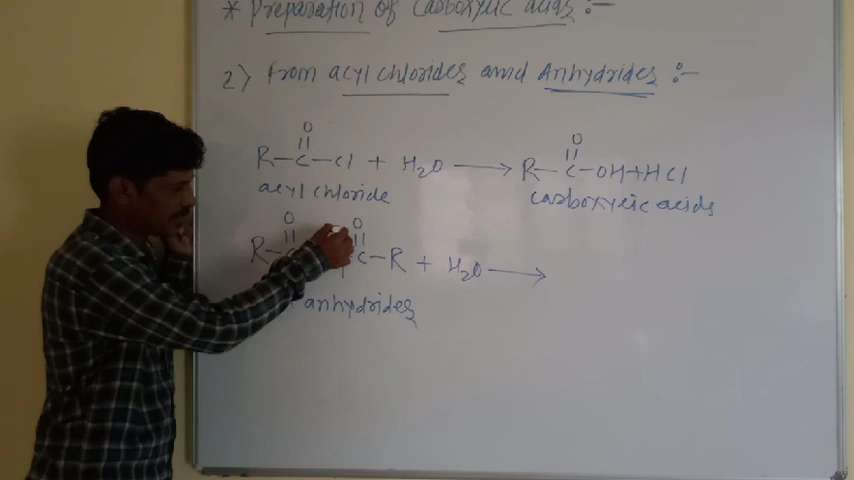 * Preparation of Carboxylic acids :-
2) From acyl chlorides and Anhydrides :-
O
R-C-Cl + H2O → R-C-OH + HCl
O
acyl chloride carboxylic acids
O O
R-C C-R + H2O →
anhydrides